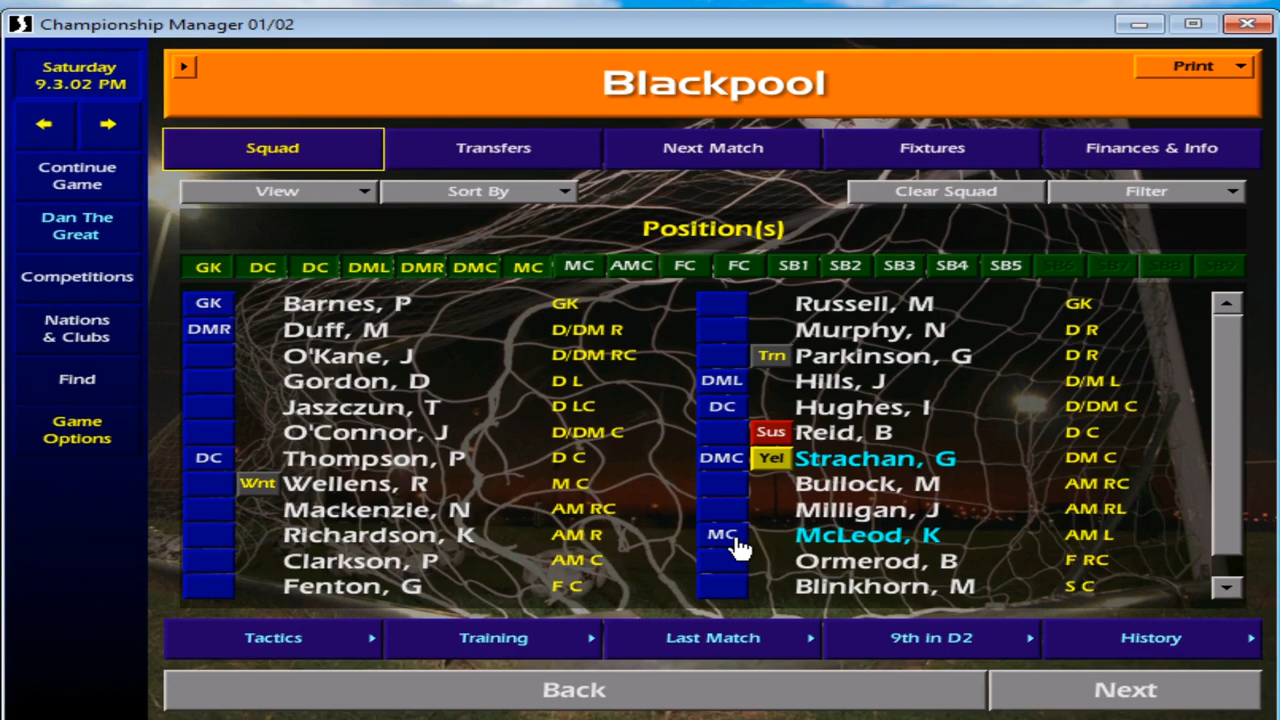 Championship Manager 01/02
Saturday
9.3.02 PM
Continue
Game
Dan The
Great
Competitions
Nations
& Clubs
Find
Game
Options
Blackpool
Print
Squad Transfers Next Match Fixtures Finances & Info
View Sort By Clear Squad Filter
Position(s)
GK DC DC DML DMR DMC MC MC AMC FC FC SB1 SB2 SB3 SB4 SB5 SB6 SB7 SB8 SB9
GK Barnes, P GK Russell, M GK
DMR Duff, M D/DM R Murphy, N D R
O'Kane, J D/DM RC Trn Parkinson, G D R
Gordon, D D L DML Hills, J D/M L
Jaszczun, T D LC DC Hughes, I D/DM C
O'Connor, J D/DM C Sus Reid, B D C
DC Thompson, P D C DMC Yel Strachan, G DM C
Wnt Wellens, R M C Bullock, M AM RC
Mackenzie, N AM RC Milligan, J AM RL
Richardson, K AM R MC McLeod, K AM L
Clarkson, P AM C Ormerod, B F RC
Fenton, G F C Blinkhorn, M S C
Tactics Training Last Match 9th in D2 History
Back Next